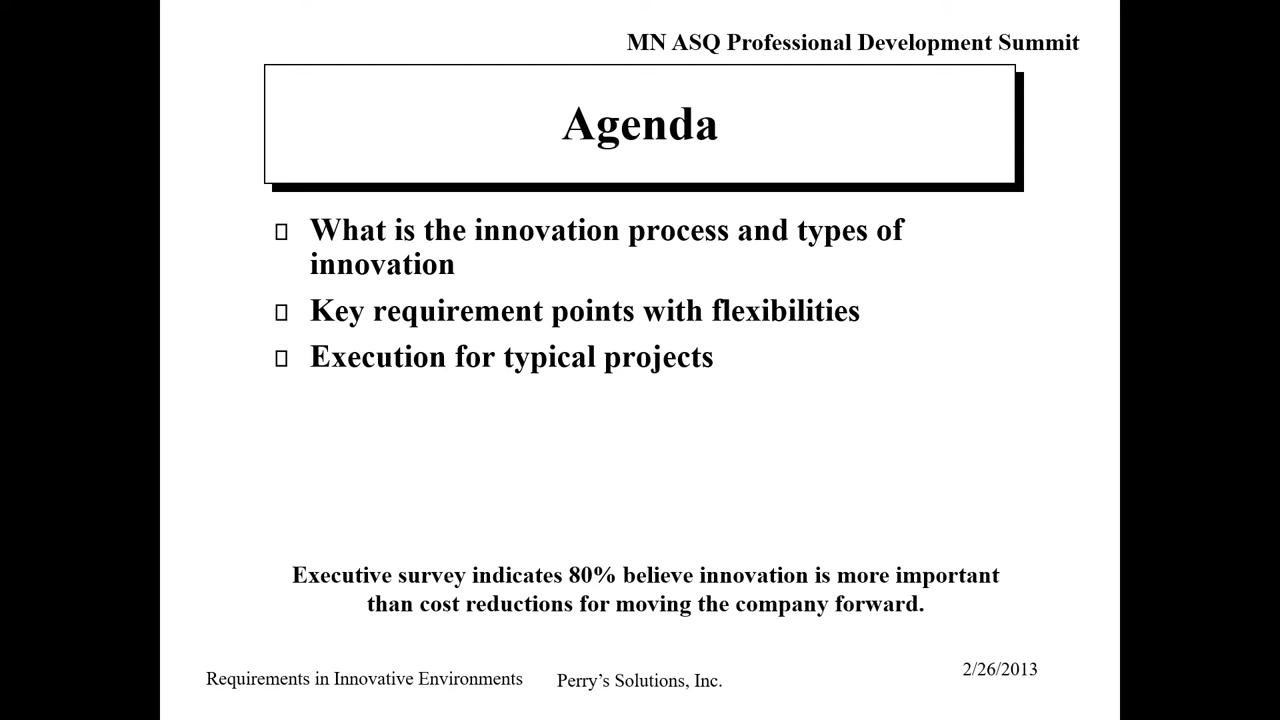 MN ASQ Professional Development Summit
Agenda
What is the innovation process and types of
innovation
Key requirement points with flexibilities
Execution for typical projects
Executive survey indicates 80% believe innovation is more important
than cost reductions for moving the company forward.
Requirements in Innovative Environments
Perry’s Solutions, Inc.
2/26/2013